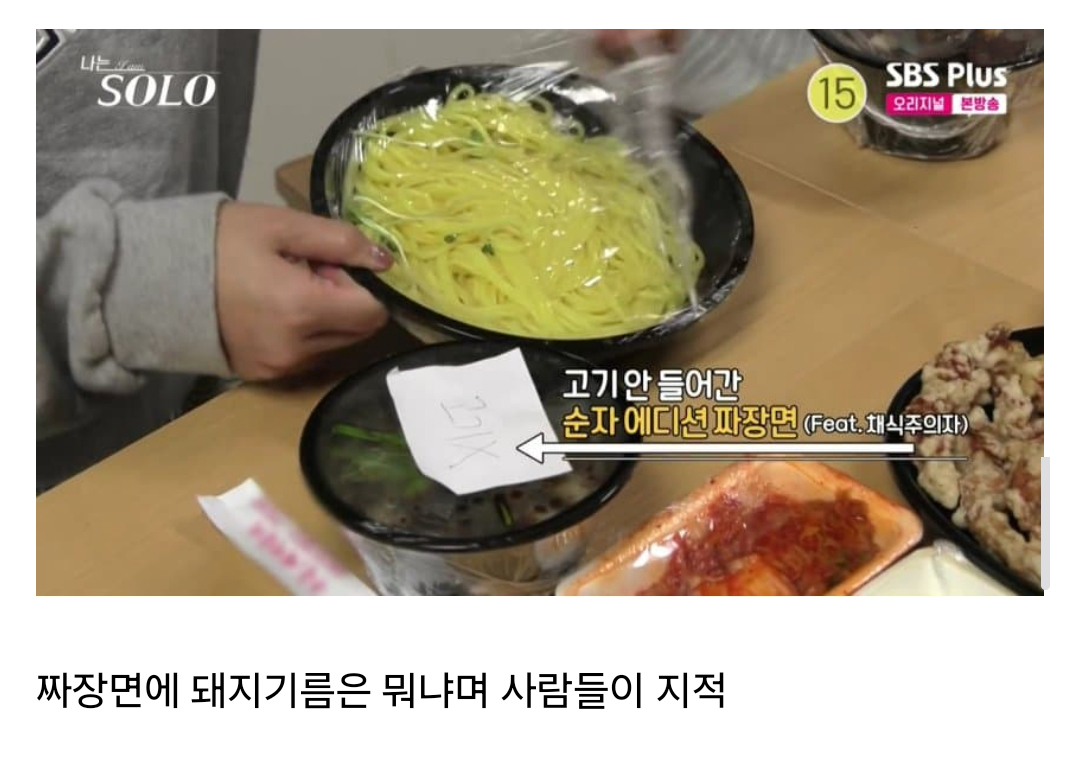 나는 I am
SOLO
15
SBS Plus
오리지널 본방송
고기 안 들어간
순자 에디션 짜장면 (Feat. 채식주의자)
짜장면에 돼지기름은 뭐냐며 사람들이 지적